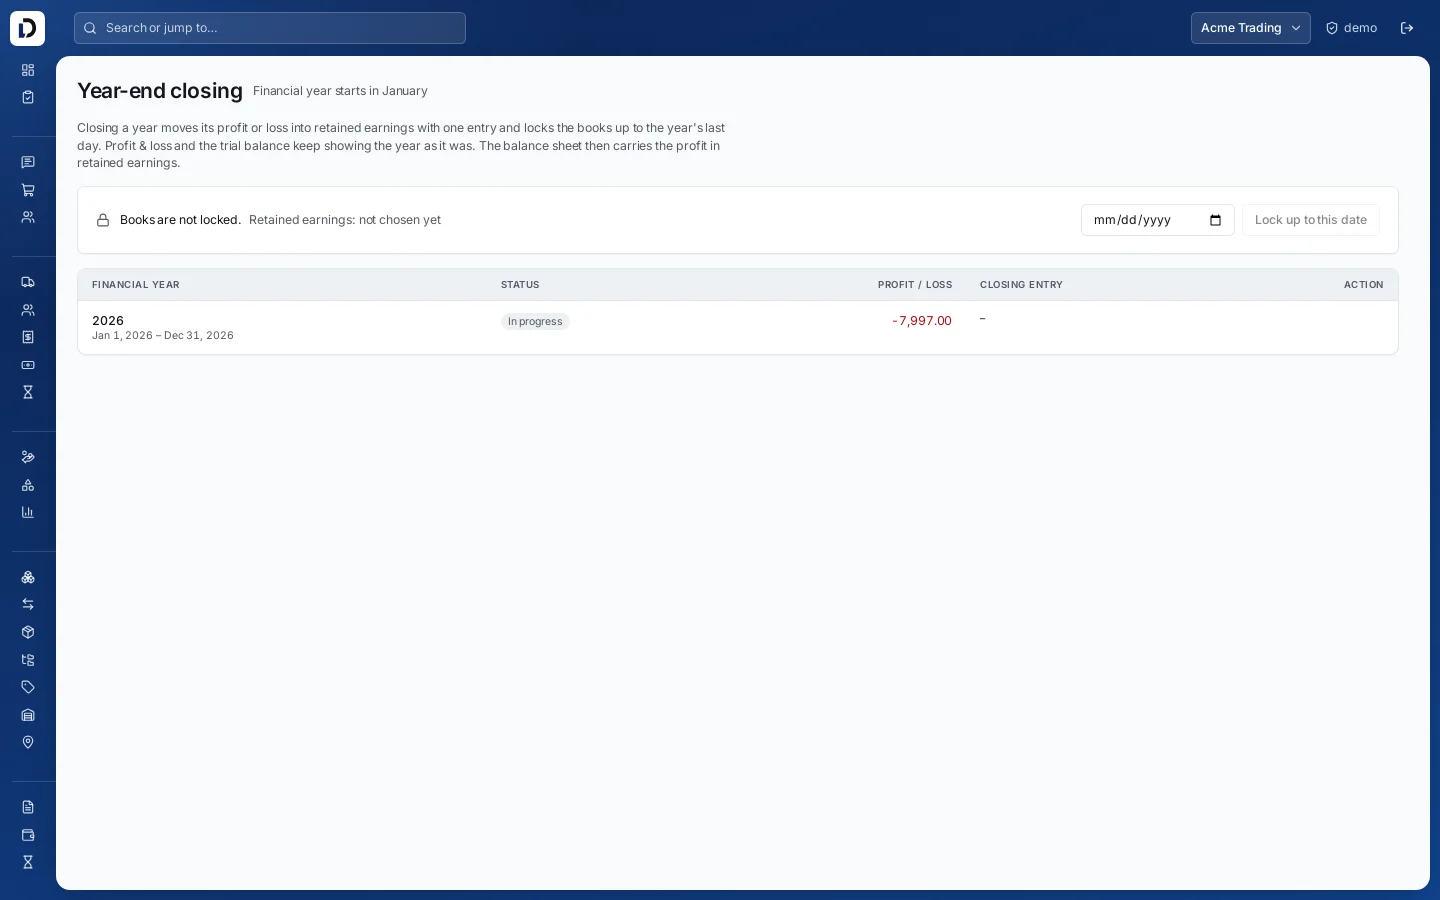 Search or jump to...
Acme Trading
demo
Year-end closing
Financial year starts in January
Closing a year moves its profit or loss into retained earnings with one entry and locks the books up to the year's last
day. Profit & loss and the trial balance keep showing the year as it was. The balance sheet then carries the profit in
retained earnings.
Books are not locked. Retained earnings: not chosen yet
mm/dd/yyyy
Lock up to this date
FINANCIAL YEAR STATUS PROFIT / LOSS CLOSING ENTRY ACTION
2026 In progress -7,997.00 –
Jan 1, 2026 – Dec 31, 2026